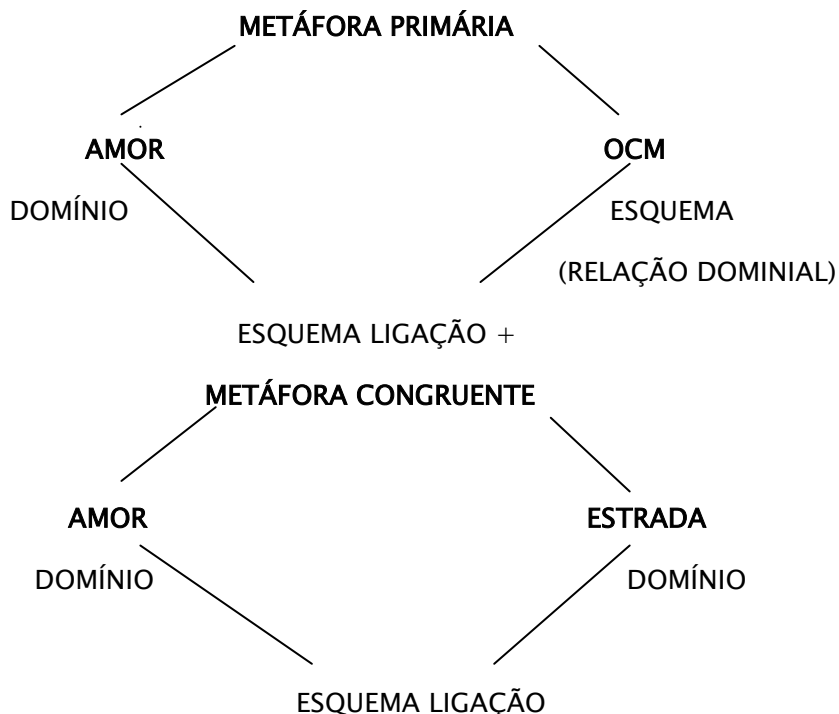 METÁFORA PRIMÁRIA
AMOR OCM
DOMÍNIO ESQUEMA
(RELAÇÃO DOMINIAL)
ESQUEMA LIGAÇÃO +
METÁFORA CONGRUENTE
AMOR ESTRADA
DOMÍNIO DOMÍNIO
ESQUEMA LIGAÇÃO